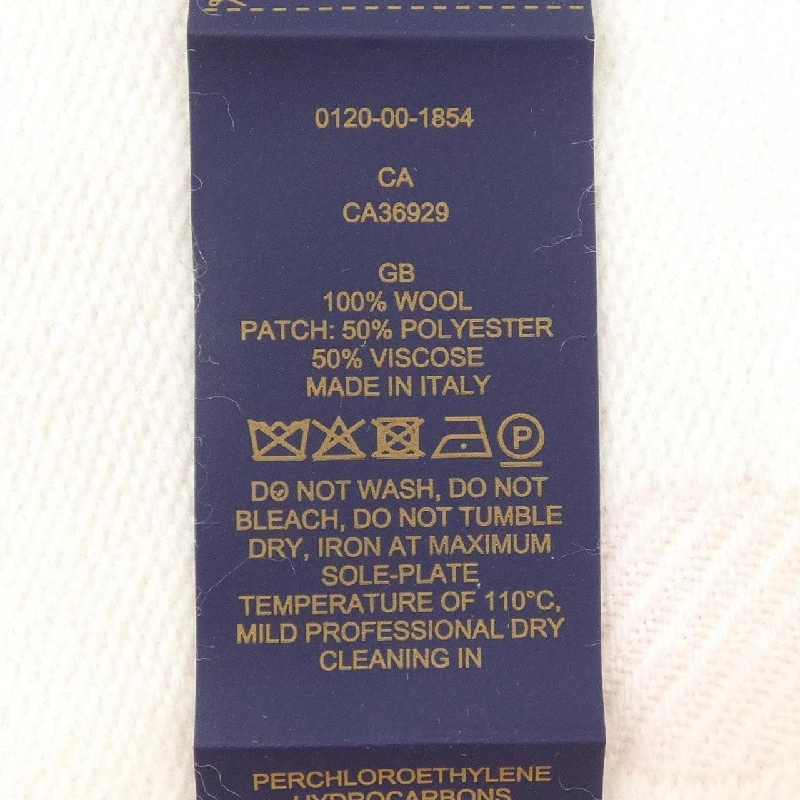 0120-00-1854
CA
CA36929
GB
100% WOOL
PATCH: 50% POLYESTER
50% VISCOSE
MADE IN ITALY
P
DO NOT WASH, DO NOT
BLEACH, DO NOT TUMBLE
DRY, IRON AT MAXIMUM
SOLE-PLATE
TEMPERATURE OF 110°C,
MILD PROFESSIONAL DRY
CLEANING IN
PERCHLOROETHYLENE
HYDROCARBONS